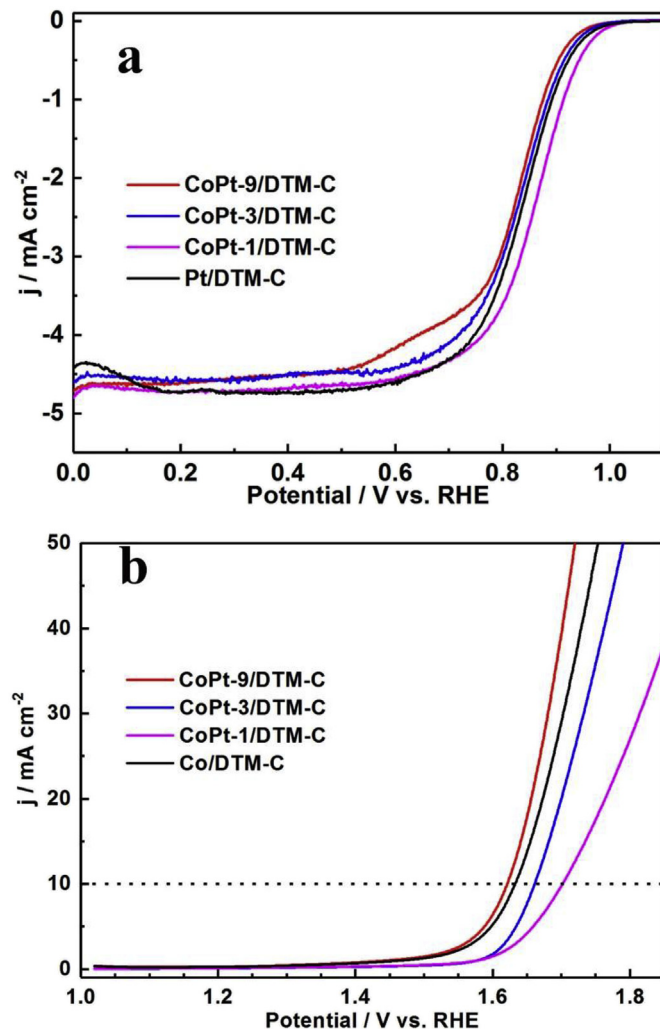 a
0
-1
-2
-3
-4
-5
j / mA cm-2
CoPt-9/DTM-C
CoPt-3/DTM-C
CoPt-1/DTM-C
Pt/DTM-C
0.0 0.2 0.4 0.6 0.8 1.0
Potential / V vs. RHE
b
50
40
30
20
10
0
j / mA cm-2
CoPt-9/DTM-C
CoPt-3/DTM-C
CoPt-1/DTM-C
Co/DTM-C
1.0 1.2 1.4 1.6 1.8
Potential / V vs. RHE